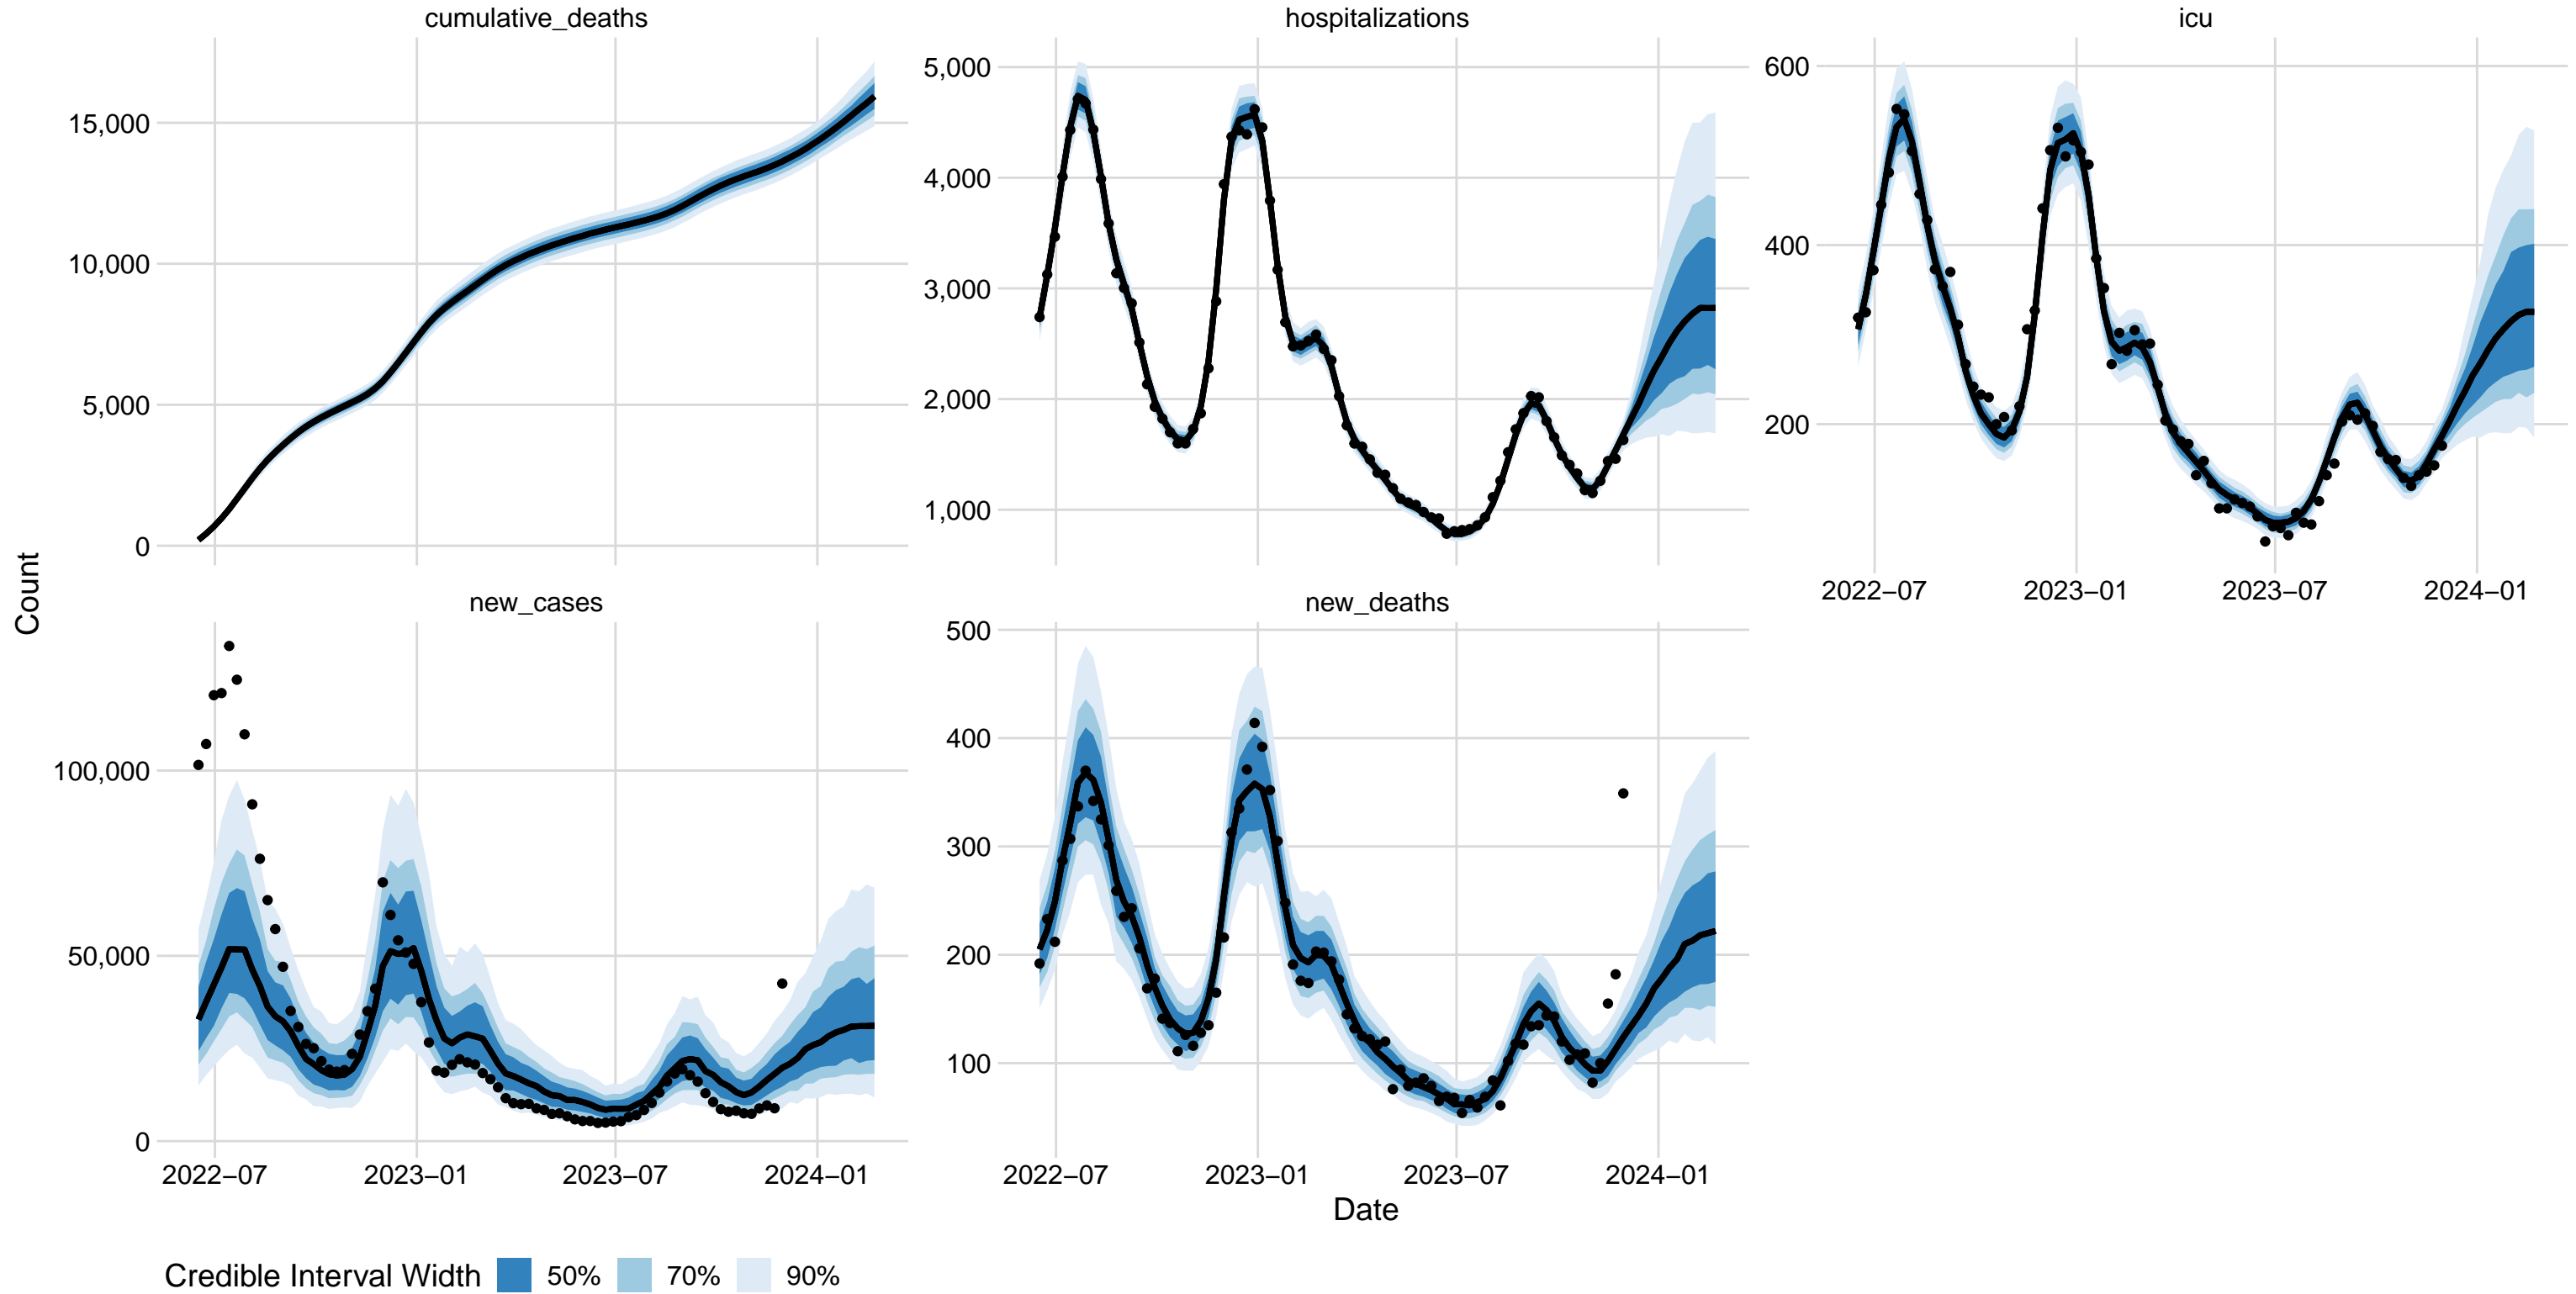 cumulative_deaths
15,000
10,000
5,000
0
hospitalizations
5,000
4,000
3,000
2,000
1,000
icu
600
400
200
2022−07 2023−01 2023−07 2024−01
Count
new_cases
100,000
50,000
0
2022−07 2023−01 2023−07 2024−01
new_deaths
500
400
300
200
100
2022−07 2023−01 2023−07 2024−01
Date
Credible Interval Width 50% 70% 90%